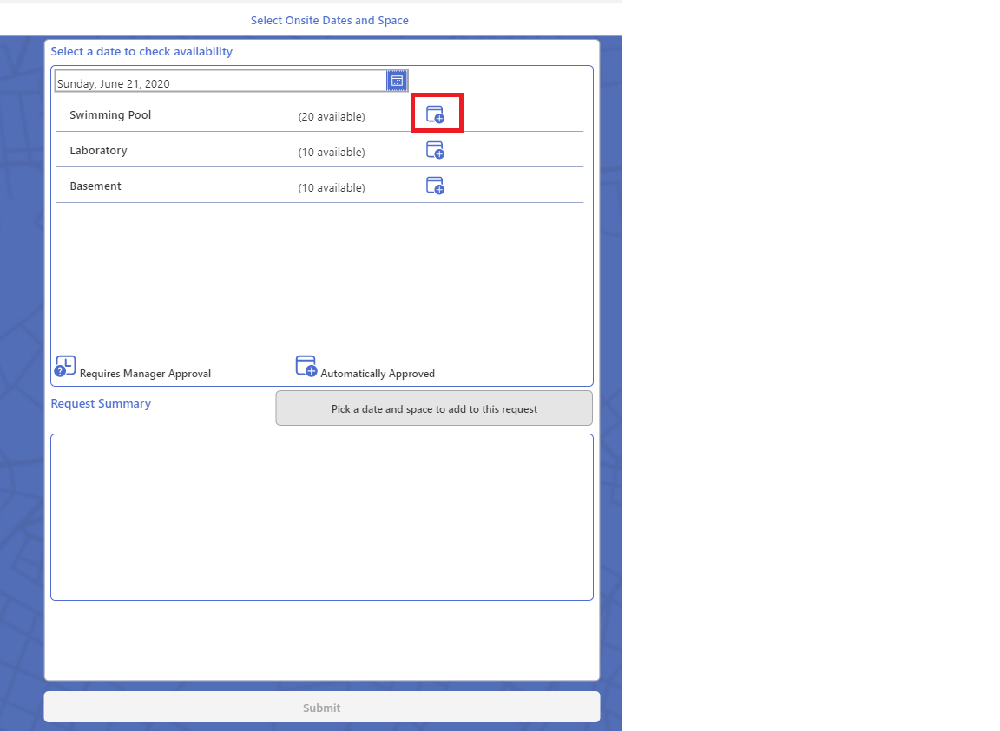 Select Onsite Dates and Space
Select a date to check availability
Sunday, June 21, 2020
Swimming Pool (20 available)
Laboratory (10 available)
Basement (10 available)
? Requires Manager Approval Automatically Approved
Request Summary Pick a date and space to add to this request
Submit